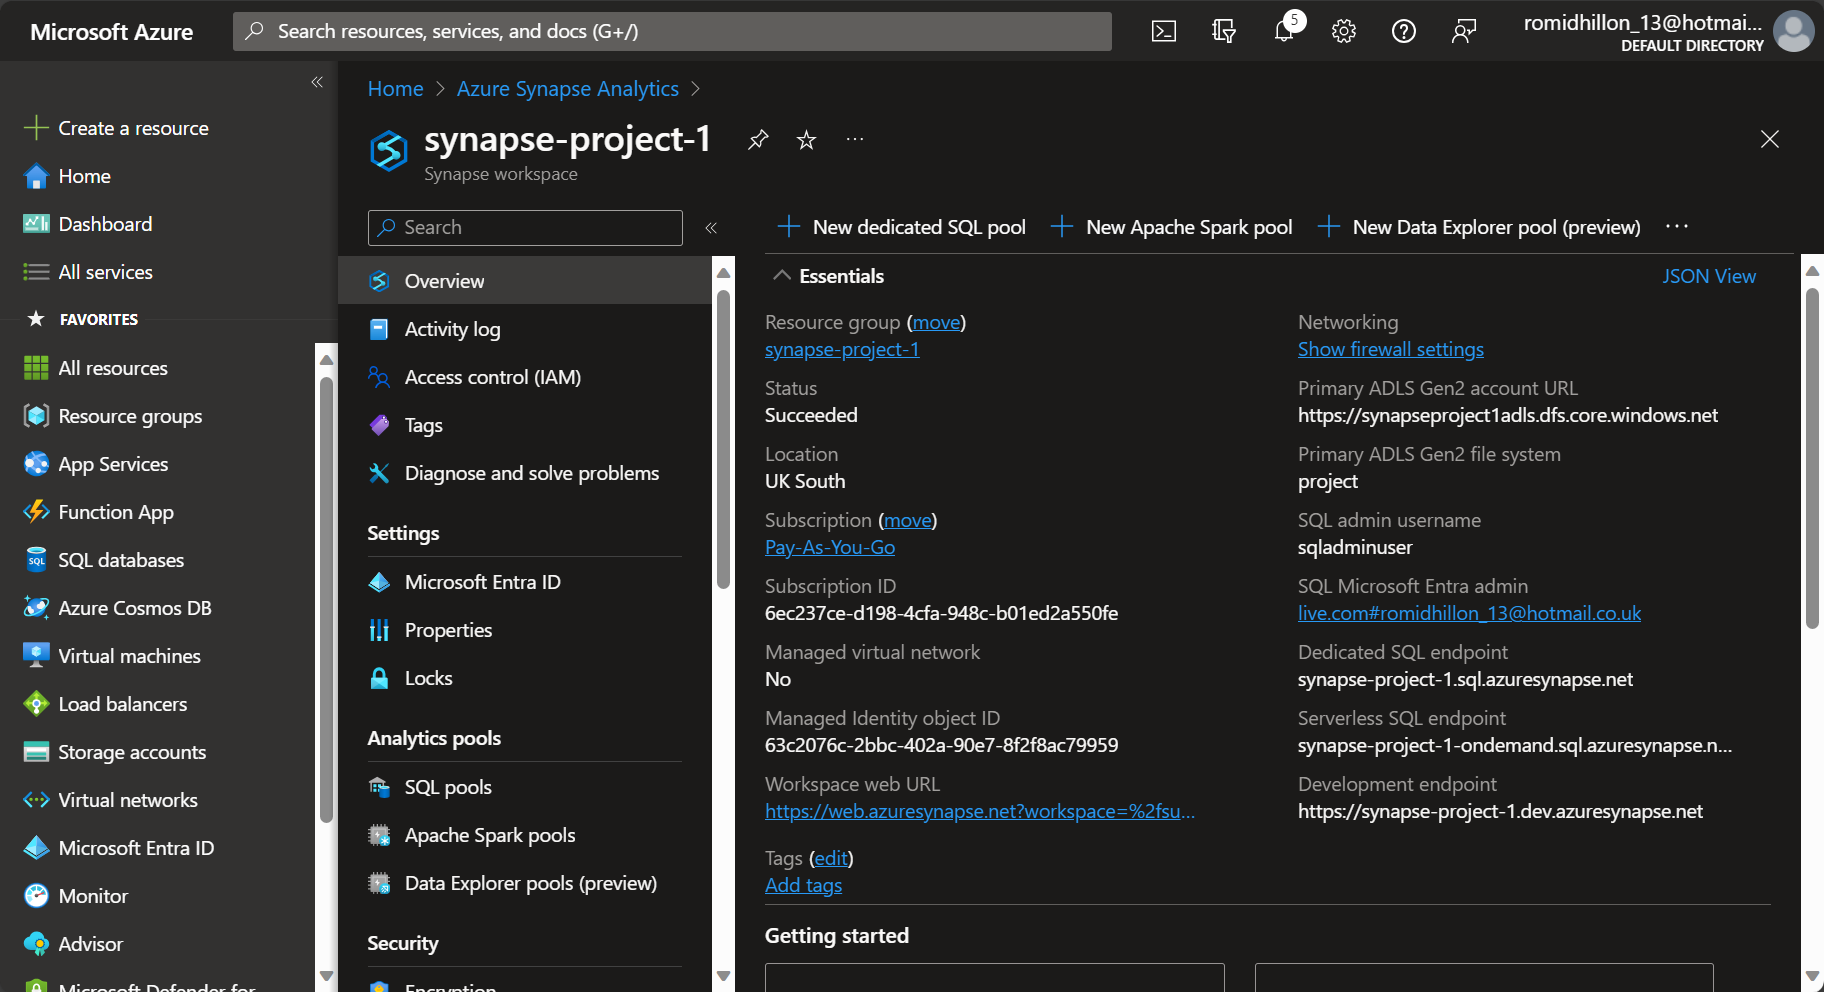 Microsoft Azure
Search resources, services, and docs (G+/)
5
romidhillon_13@hotmai...
DEFAULT DIRECTORY
Create a resource
Home
Dashboard
All services
FAVORITES
All resources
Resource groups
App Services
Function App
SQL databases
Azure Cosmos DB
Virtual machines
Load balancers
Storage accounts
Virtual networks
Microsoft Entra ID
Monitor
Advisor
Microsoft Defender for
Home > Azure Synapse Analytics >
synapse-project-1
Synapse workspace
Search
Overview
Activity log
Access control (IAM)
Tags
Diagnose and solve problems
Settings
Microsoft Entra ID
Properties
Locks
Analytics pools
SQL pools
Apache Spark pools
Data Explorer pools (preview)
Security
Encryption
New dedicated SQL pool
New Apache Spark pool
New Data Explorer pool (preview)
Essentials
JSON View
Resource group (move)
synapse-project-1
Status
Succeeded
Location
UK South
Subscription (move)
Pay-As-You-Go
Subscription ID
6ec237ce-d198-4cfa-948c-b01ed2a550fe
Managed virtual network
No
Managed Identity object ID
63c2076c-2bbc-402a-90e7-8f2f8ac79959
Workspace web URL
https://web.azuresynapse.net?workspace=%2fsu...
Networking
Show firewall settings
Primary ADLS Gen2 account URL
https://synapseproject1adls.dfs.core.windows.net
Primary ADLS Gen2 file system
project
SQL admin username
sqladminuser
SQL Microsoft Entra admin
live.com#romidhillon_13@hotmail.co.uk
Dedicated SQL endpoint
synapse-project-1.sql.azuresynapse.net
Serverless SQL endpoint
synapse-project-1-ondemand.sql.azuresynapse.n...
Development endpoint
https://synapse-project-1.dev.azuresynapse.net
Tags (edit)
Add tags
Getting started